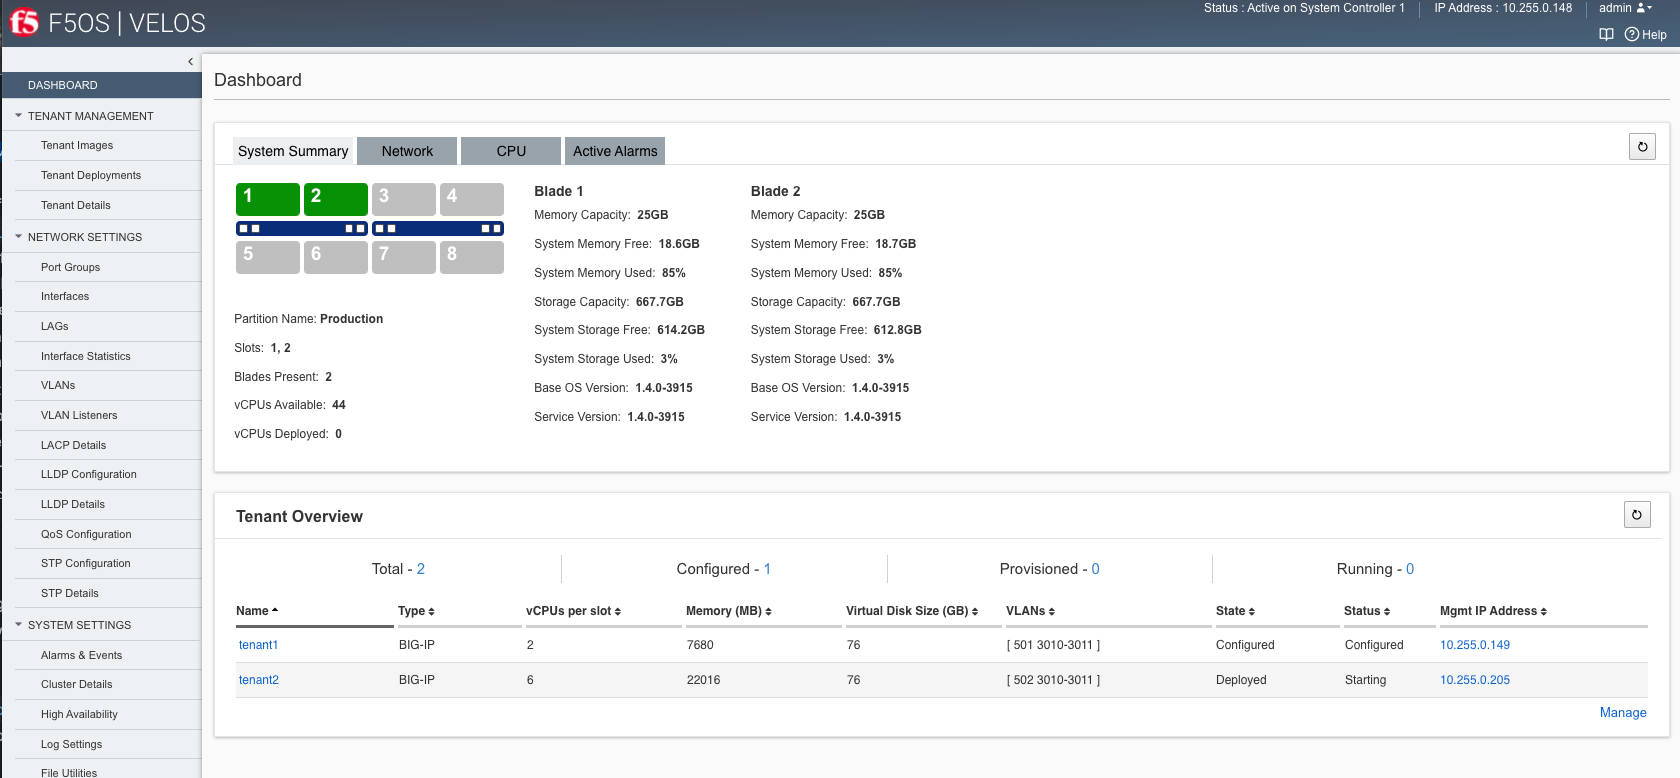 f5 F5OS | VELOS
Status : Active on System Controller 1
IP Address : 10.255.0.148
admin
Help
DASHBOARD
TENANT MANAGEMENT
Tenant Images
Tenant Deployments
Tenant Details
NETWORK SETTINGS
Port Groups
Interfaces
LAGs
Interface Statistics
VLANs
VLAN Listeners
LACP Details
LLDP Configuration
LLDP Details
QoS Configuration
STP Configuration
STP Details
SYSTEM SETTINGS
Alarms & Events
Cluster Details
High Availability
Log Settings
File Utilities
Dashboard
System Summary Network CPU Active Alarms
1 2 3 4
5 6 7 8
Partition Name: Production
Slots: 1, 2
Blades Present: 2
vCPUs Available: 44
vCPUs Deployed: 0
Blade 1
Memory Capacity: 25GB
System Memory Free: 18.6GB
System Memory Used: 85%
Storage Capacity: 667.7GB
System Storage Free: 614.2GB
System Storage Used: 3%
Base OS Version: 1.4.0-3915
Service Version: 1.4.0-3915
Blade 2
Memory Capacity: 25GB
System Memory Free: 18.7GB
System Memory Used: 85%
Storage Capacity: 667.7GB
System Storage Free: 612.8GB
System Storage Used: 3%
Base OS Version: 1.4.0-3915
Service Version: 1.4.0-3915
Tenant Overview
Total - 2 Configured - 1 Provisioned - 0 Running - 0
Name Type vCPUs per slot Memory (MB) Virtual Disk Size (GB) VLANs State Status Mgmt IP Address
tenant1 BIG-IP 2 7680 76 [ 501 3010-3011 ] Configured Configured 10.255.0.149
tenant2 BIG-IP 6 22016 76 [ 502 3010-3011 ] Deployed Starting 10.255.0.205
Manage